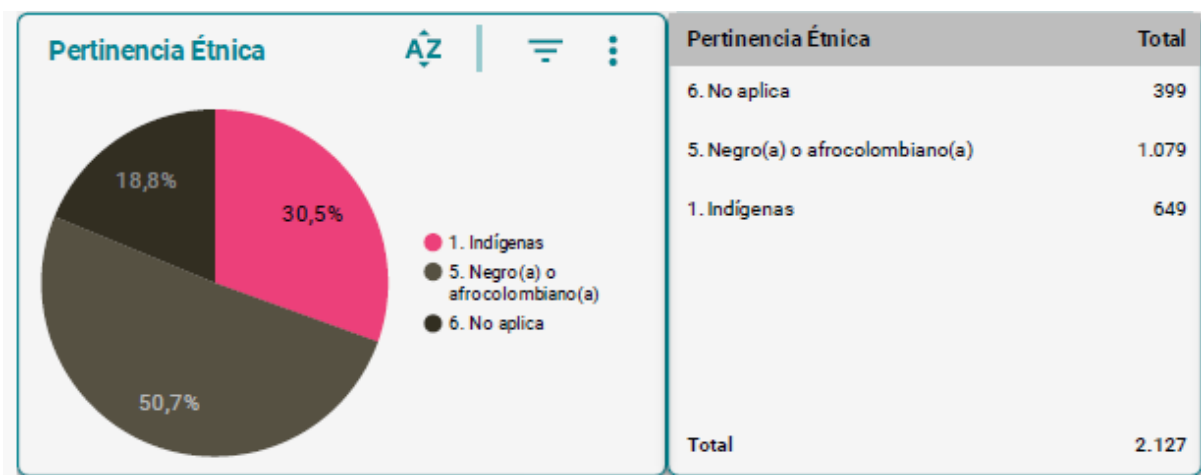 Pertinencia Étnica
AZ
18,8%
30,5%
50,7%
1. Indígenas
5. Negro(a) o
afrocolombiano(a)
6. No aplica
Pertinencia Étnica Total
6. No aplica 399
5. Negro(a) o afrocolombiano(a) 1.079
1. Indígenas 649
Total 2.127